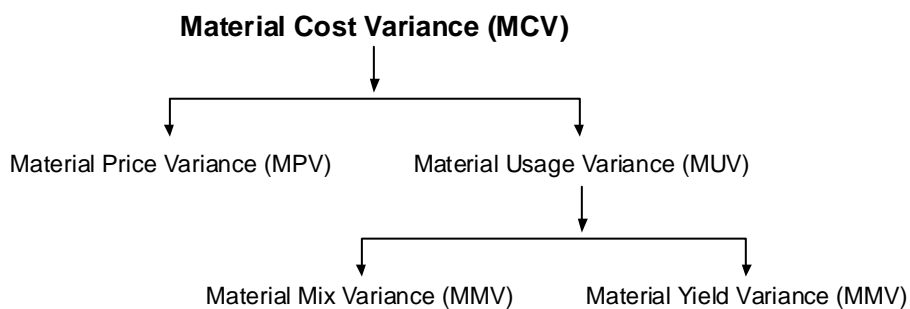 Material Cost Variance (MCV)
Material Price Variance (MPV)
Material Usage Variance (MUV)
Material Mix Variance (MMV)
Material Yield Variance (MMV)